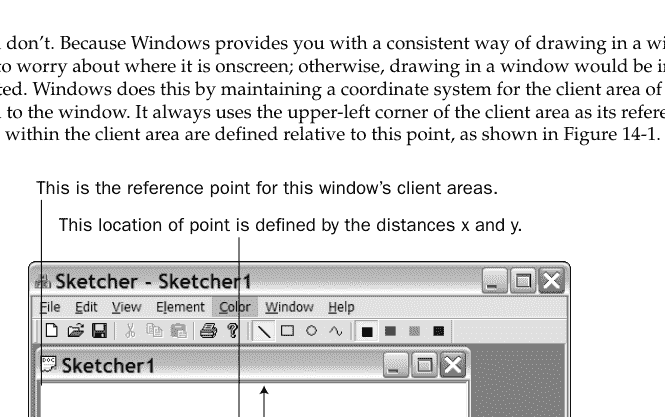 don’t. Because Windows provides you with a consistent way of drawing in a wi
to worry about where it is onscreen; otherwise, drawing in a window would be in
ted. Windows does this by maintaining a coordinate system for the client area of
to the window. It always uses the upper-left corner of the client area as its refere
within the client area are defined relative to this point, as shown in Figure 14-1.
This is the reference point for this window’s client areas.
This location of point is defined by the distances x and y.
Sketcher - Sketcher1
File Edit View Element Color Window Help
Sketcher1